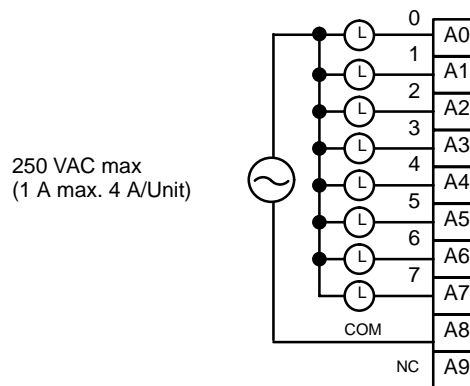 0
L A0
1
L A1
2
L A2
3
L A3
250 VAC max
(1 A max. 4 A/Unit)
4
L A4
5
L A5
6
L A6
7
L A7
COM A8
NC A9